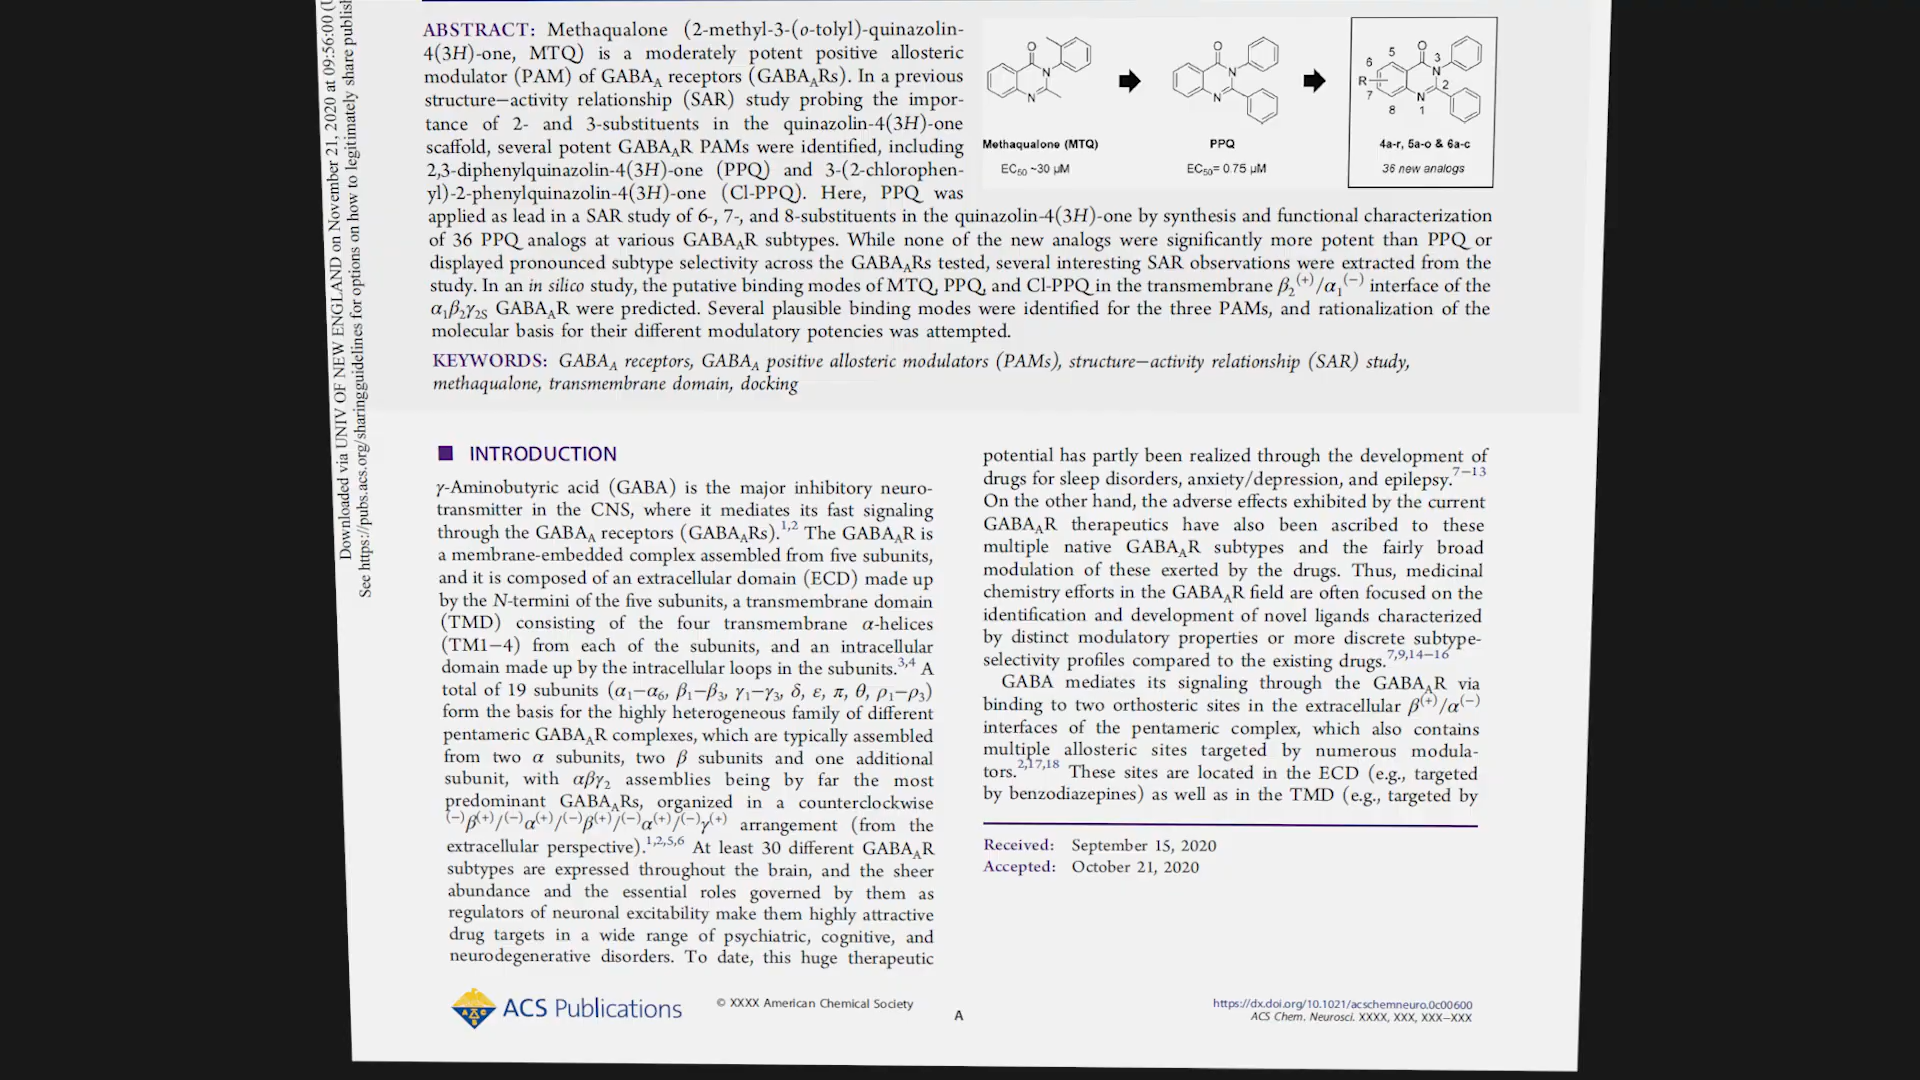 ABSTRACT: Methaqualone (2-methyl-3-(o-tolyl)-quinazolin-
4(3H)-one, MTQ) is a moderately potent positive allosteric
modulator (PAM) of GABAA receptors (GABAARs). In a previous
structure−activity relationship (SAR) study probing the impor-
tance of 2- and 3-substituents in the quinazolin-4(3H)-one
scaffold, several potent GABAAR PAMs were identified, including
2,3-diphenylquinazolin-4(3H)-one (PPQ) and 3-(2-chlorophen-
yl)-2-phenylquinazolin-4(3H)-one (Cl-PPQ). Here, PPQ was
applied as lead in a SAR study of 6-, 7-, and 8-substituents in the quinazolin-4(3H)-one by synthesis and functional characterization
of 36 PPQ analogs at various GABAAR subtypes. While none of the new analogs were significantly more potent than PPQ or
displayed pronounced subtype selectivity across the GABAARs tested, several interesting SAR observations were extracted from the
study. In an in silico study, the putative binding modes of MTQ, PPQ, and Cl-PPQ in the transmembrane β2(+)/α1(−) interface of the
α1β2γ2S GABAAR were predicted. Several plausible binding modes were identified for the three PAMs, and rationalization of the
molecular basis for their different modulatory potencies was attempted.
O
N
N
Methaqualone (MTQ)
EC50 ~30 μM
O
N
N
PPQ
EC50= 0.75 μM
O
5
6
3
N
R
2
7
N
8
1
4a-r, 5a-o & 6a-c
36 new analogs
KEYWORDS: GABAA receptors, GABAA positive allosteric modulators (PAMs), structure−activity relationship (SAR) study,
methaqualone, transmembrane domain, docking
■ INTRODUCTION
γ-Aminobutyric acid (GABA) is the major inhibitory neuro-
transmitter in the CNS, where it mediates its fast signaling
through the GABAA receptors (GABAARs).1,2 The GABAAR is
a membrane-embedded complex assembled from five subunits,
and it is composed of an extracellular domain (ECD) made up
by the N-termini of the five subunits, a transmembrane domain
(TMD) consisting of the four transmembrane α-helices
(TM1−4) from each of the subunits, and an intracellular
domain made up by the intracellular loops in the subunits.3,4 A
total of 19 subunits (α1−α6, β1−β3, γ1−γ3, δ, ε, π, θ, ρ1−ρ3)
form the basis for the highly heterogeneous family of different
pentameric GABAAR complexes, which are typically assembled
from two α subunits, two β subunits and one additional
subunit, with αβγ2 assemblies being by far the most
predominant GABAARs, organized in a counterclockwise
(−)β(+)/(−)α(+)/(−)β(+)/(−)α(+)/(−)γ(+) arrangement (from the
extracellular perspective).1,2,5,6 At least 30 different GABAAR
subtypes are expressed throughout the brain, and the sheer
abundance and the essential roles governed by them as
regulators of neuronal excitability make them highly attractive
drug targets in a wide range of psychiatric, cognitive, and
neurodegenerative disorders. To date, this huge therapeutic
potential has partly been realized through the development of
drugs for sleep disorders, anxiety/depression, and epilepsy.7−13
On the other hand, the adverse effects exhibited by the current
GABAAR therapeutics have also been ascribed to these
multiple native GABAAR subtypes and the fairly broad
modulation of these exerted by the drugs. Thus, medicinal
chemistry efforts in the GABAAR field are often focused on the
identification and development of novel ligands characterized
by distinct modulatory properties or more discrete subtype-
selectivity profiles compared to the existing drugs.7,9,14−16
GABA mediates its signaling through the GABAAR via
binding to two orthosteric sites in the extracellular β(+)/α(−)
interfaces of the pentameric complex, which also contains
multiple allosteric sites targeted by numerous modula-
tors.2,17,18 These sites are located in the ECD (e.g., targeted
by benzodiazepines) as well as in the TMD (e.g., targeted by
Received: September 15, 2020
Accepted: October 21, 2020
ACS Publications
© XXXX American Chemical Society
A
https://dx.doi.org/10.1021/acschemneuro.0c00600
ACS Chem. Neurosci. XXXX, XXX, XXX−XXX
Downloaded via UNIV OF NEW ENGLAND on November 21, 2020 at 09:56:00 (
See https://pubs.acs.org/sharingguidelines for options on how to legitimately share